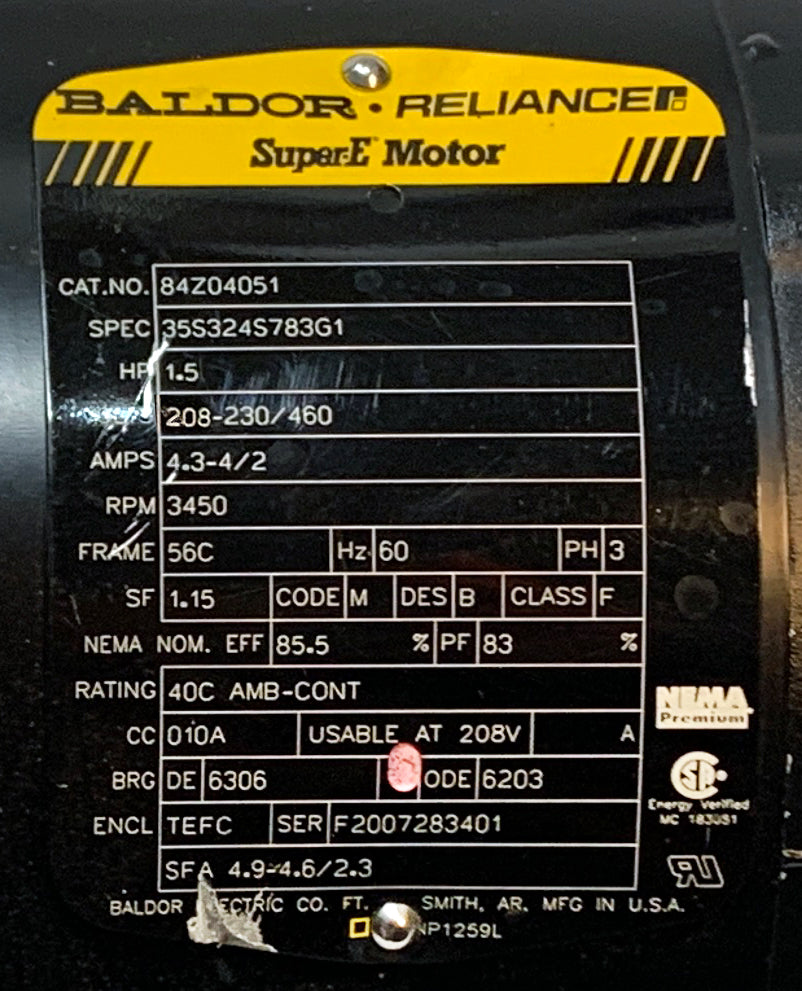 BALDOR • RELIANCE
Super-E™ Motor
CAT.NO. 84Z04051
SPEC 35S324S783G1
HP 1.5
208-230/460
AMPS 4.3-4/2
RPM 3450
FRAME 56C Hz 60 PH 3
SF 1.15 CODE M DES B CLASS F
NEMA NOM. EFF 85.5 % PF 83 %
RATING 40C AMB-CONT
CC 010A USABLE AT 208V A
BRG DE 6306 ODE 6203
ENCL TEFC SER F2007283401
SFA 4.9-4.6/2.3
BALDOR ELECTRIC CO. FT. SMITH, AR. MFG IN U.S.A.
NP1259L
NEMA
Premium
Energy Verified
MC